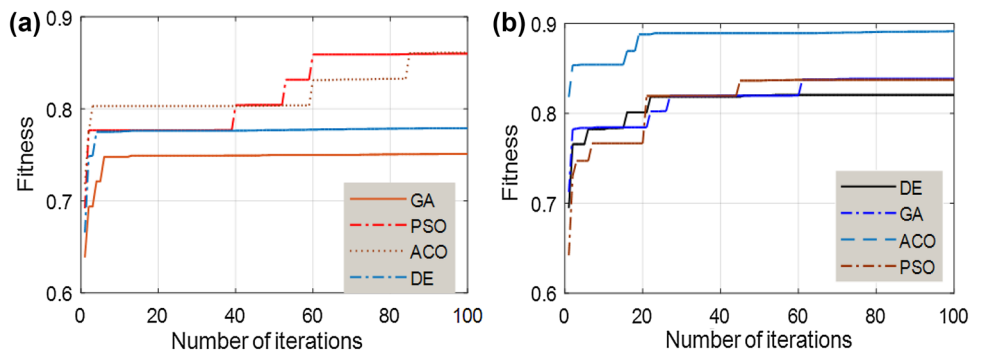 (a)
0.9
0.8
0.7
0.6
Fitness
0 20 40 60 80 100
Number of iterations
GA
PSO
ACO
DE
(b)
0.9
0.8
0.7
0.6
Fitness
0 20 40 60 80 100
Number of iterations
DE
GA
ACO
PSO